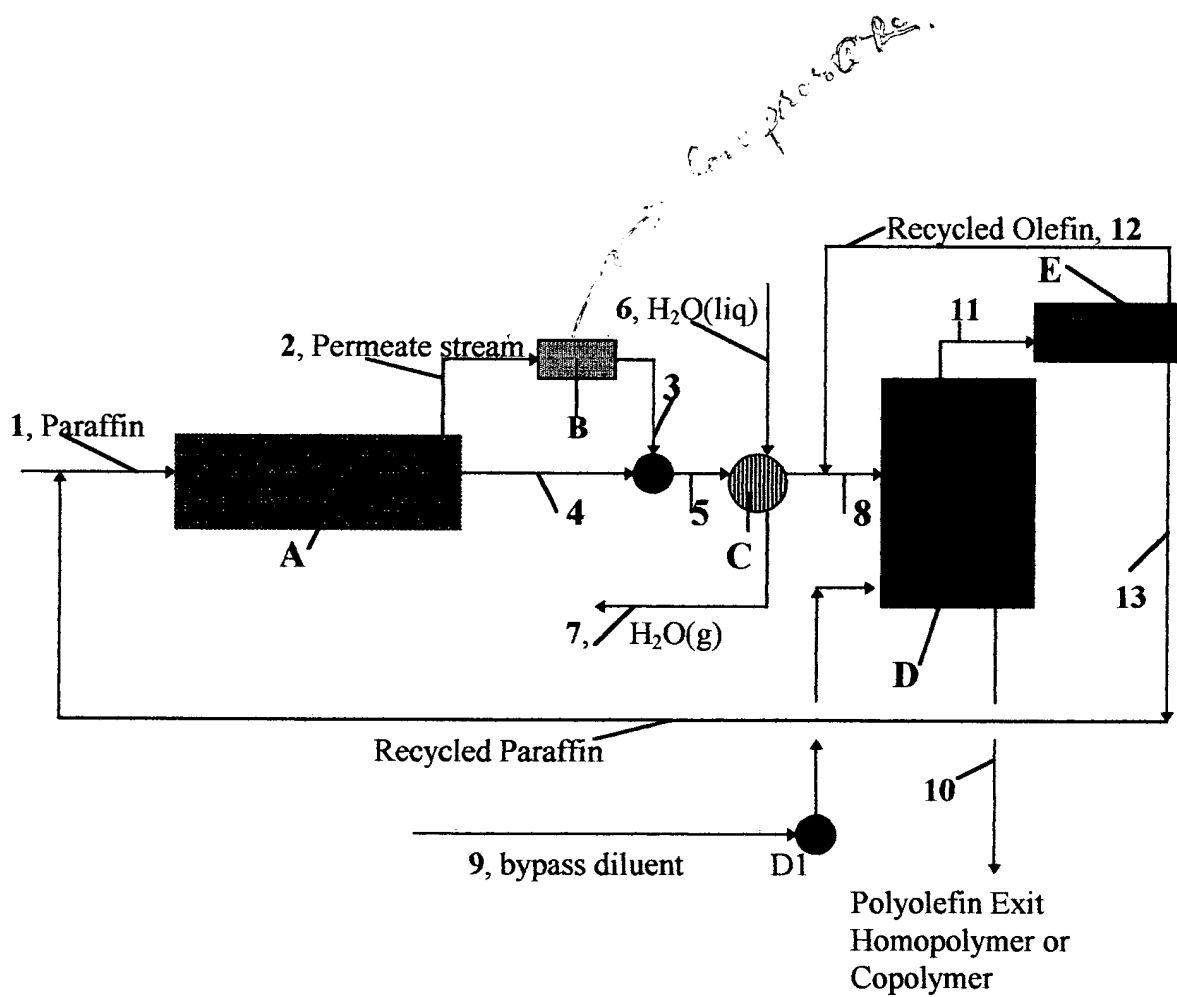 Recycled Olefin, 12
E
6, H₂O(liq)
11
2, Permeate stream
3
B
1, Paraffin
4
5
8
C
A
13
7, H₂O(g)
D
Recycled Paraffin
10
9, bypass diluent
D1
Polyolefin Exit
Homopolymer or
Copolymer